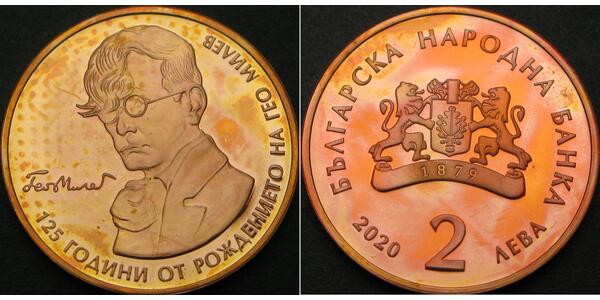 125 ГОДИНИ ОТ РОЖДЕНИЕТО НА ГЕО МИЛЕВ
Гео Милев
БЪЛГАРСКА НАРОДНА БАНКА
1879
2020
2
ЛЕВА